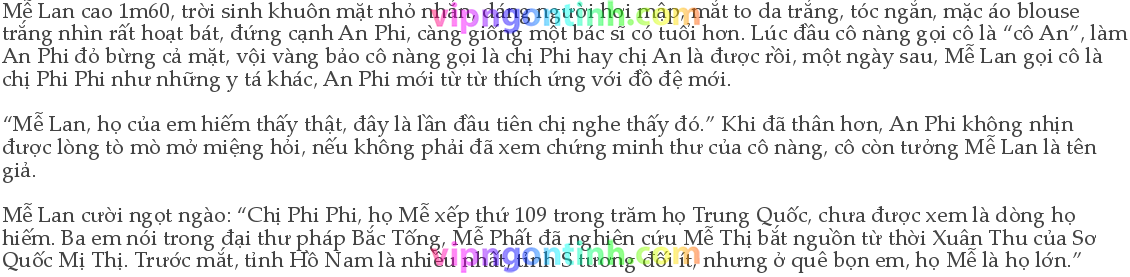 Mễ Lan cao 1m60, trời sinh khuôn mặt nhỏ nhắn, dáng người hơi mập, mắt to da trắng, tóc ngắn, mặc áo blouse
trắng nhìn rất hoạt bát, đứng cạnh An Phi, càng giống một bác sĩ có tuổi hơn. Lúc đầu cô nàng gọi cô là “cô An”, làm
An Phi đỏ bừng cả mặt, vội vàng bảo cô nàng gọi là chị Phi hay chị An là được rồi, một ngày sau, Mễ Lan gọi cô là
chị Phi Phi như những y tá khác, An Phi mới từ từ thích ứng với đồ đệ mới.
“Mễ Lan, họ của em hiếm thấy thật, đây là lần đầu tiên chị nghe thấy đó.” Khi đã thân hơn, An Phi không nhịn
được lòng tò mò mở miệng hỏi, nếu không phải đã xem chứng minh thư của cô nàng, cô còn tưởng Mễ Lan là tên
giả.
Mễ Lan cười ngọt ngào: “Chị Phi Phi, họ Mễ xếp thứ 109 trong trăm họ Trung Quốc, chưa được xem là dòng họ
hiếm. Ba em nói trong đại thư pháp Bắc Tống, Mễ Phất đã nghiên cứu Mễ Thị bắt nguồn từ thời Xuân Thu của Sơ
Quốc Mị Thị. Trước mắt, tỉnh Hồ Nam là nhiều nhất, tỉnh S tương đối ít, nhưng ở quê bọn em, họ Mễ là họ lớn.”
vipngontinh.com
vipngontinh.com